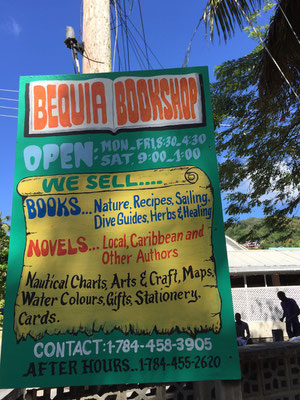 BEQUIA BOOKSHOP
OPEN: MON-FRI, 8:30-4:30
SAT, 9:00-1:00
WE SELL....
BOOKS... Nature, Recipes, Sailing,
Dive Guides, Herbs & Healing
NOVELS... Local, Caribbean and
Other Authors
Nautical Charts, Arts & Craft, Maps,
Water Colours, Gifts, Stationery.
Cards.
CONTACT: 1-784-458-3905
AFTER HOURS.. 1-784-455-2620